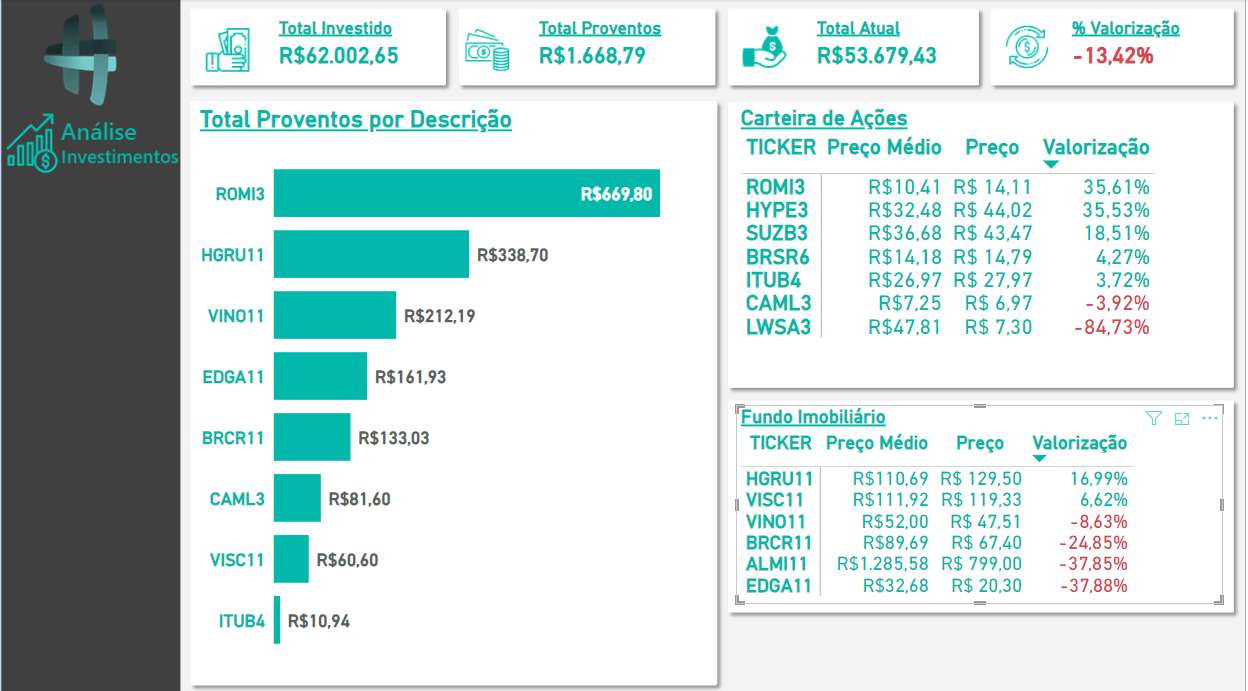 Análise
Investimentos
Total Investido
R$62.002,65
Total Proventos
R$1.668,79
Total Atual
R$53.679,43
% Valorização
-13,42%
Total Proventos por Descrição
ROMI3 R$669,80
HGRU11 R$338,70
VINO11 R$212,19
EDGA11 R$161,93
BRCR11 R$133,03
CAML3 R$81,60
VISC11 R$60,60
ITUB4 R$10,94
Carteira de Ações
TICKER Preço Médio Preço Valorização
ROMI3 R$10,41 R$ 14,11 35,61%
HYPE3 R$32,48 R$ 44,02 35,53%
SUZB3 R$36,68 R$ 43,47 18,51%
BRSR6 R$14,18 R$ 14,79 4,27%
ITUB4 R$26,97 R$ 27,97 3,72%
CAML3 R$7,25 R$ 6,97 -3,92%
LWSA3 R$47,81 R$ 7,30 -84,73%
Fundo Imobiliário
TICKER Preço Médio Preço Valorização
HGRU11 R$110,69 R$ 129,50 16,99%
VISC11 R$111,92 R$ 119,33 6,62%
VINO11 R$52,00 R$ 47,51 -8,63%
BRCR11 R$89,69 R$ 67,40 -24,85%
ALMI11 R$1.285,58 R$ 799,00 -37,85%
EDGA11 R$32,68 R$ 20,30 -37,88%